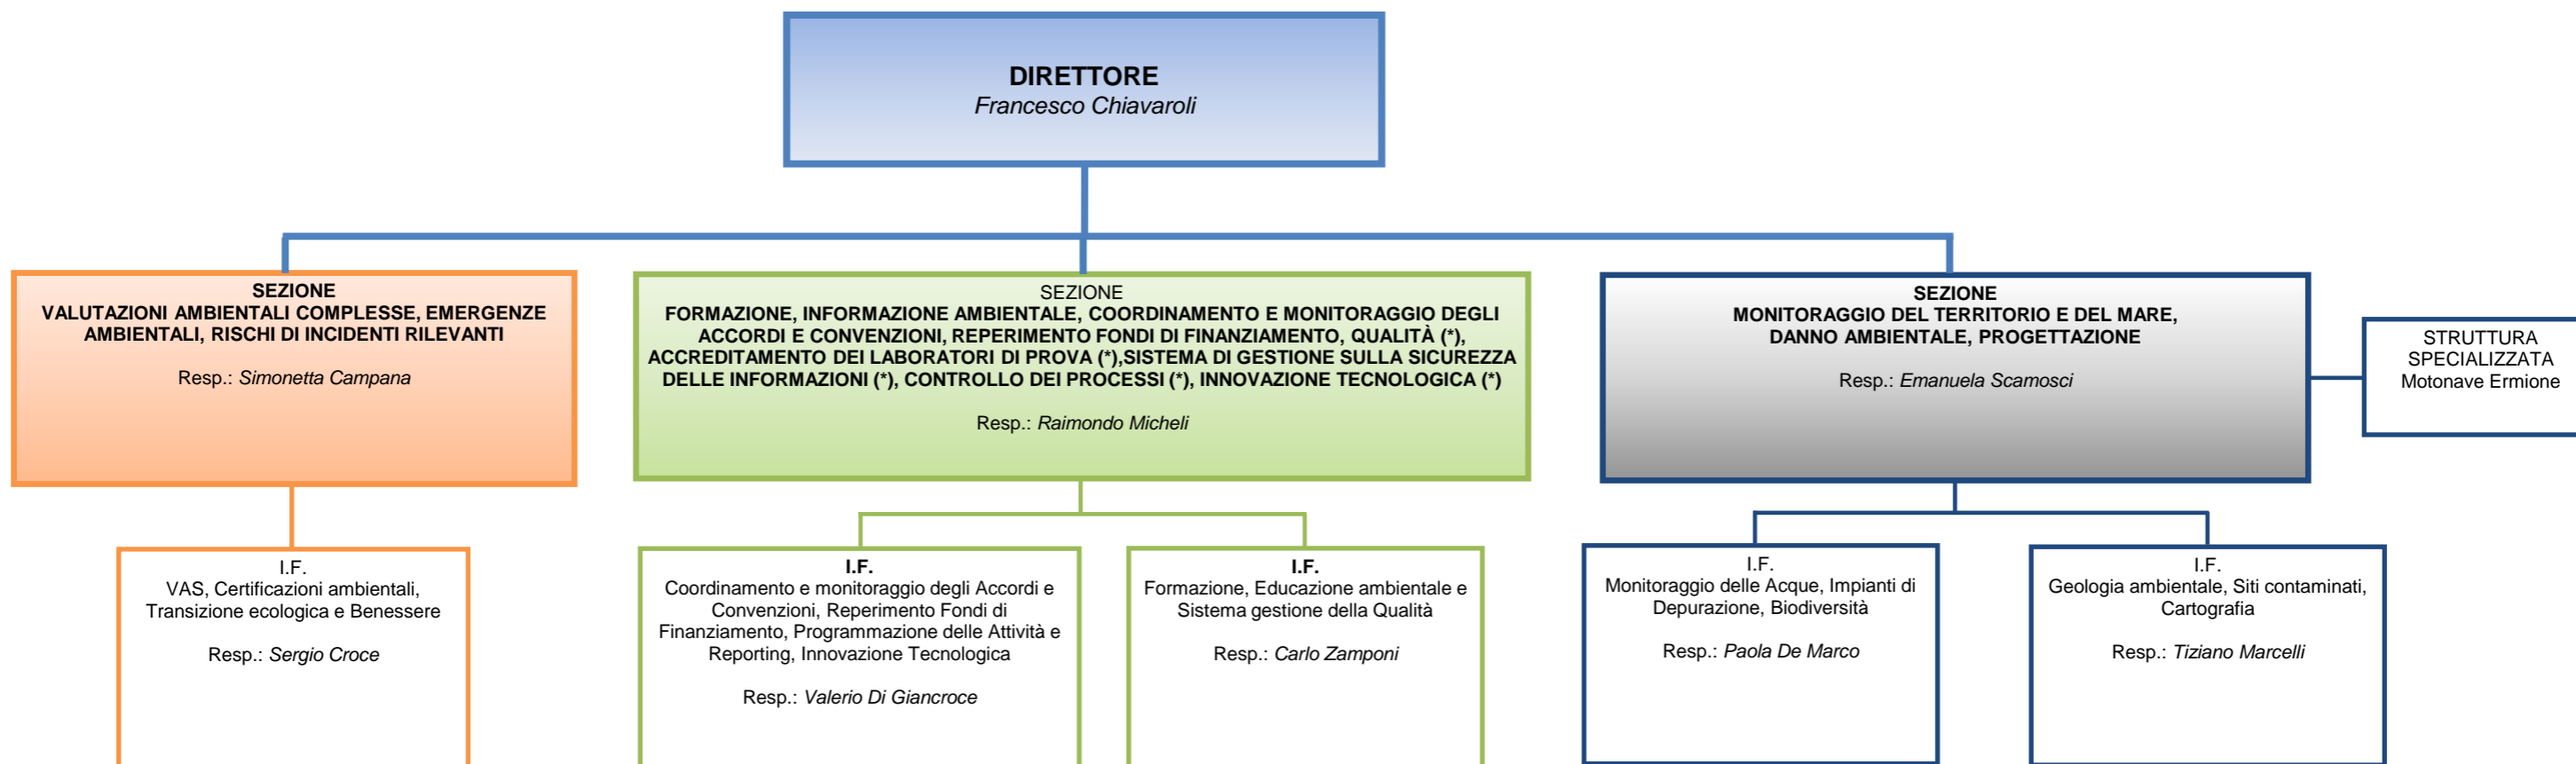 DIRETTORE
Francesco Chiavaroli
SEZIONE
VALUTAZIONI AMBIENTALI COMPLESSE, EMERGENZE
AMBIENTALI, RISCHI DI INCIDENTI RILEVANTI
Resp.: Simonetta Campana
SEZIONE
FORMAZIONE, INFORMAZIONE AMBIENTALE, COORDINAMENTO E MONITORAGGIO DEGLI
ACCORDI E CONVENZIONI, REPERIMENTO FONDI DI FINANZIAMENTO, QUALITÀ (*),
ACCREDITAMENTO DEI LABORATORI DI PROVA (*),SISTEMA DI GESTIONE SULLA SICUREZZA
DELLE INFORMAZIONI (*), CONTROLLO DEI PROCESSI (*), INNOVAZIONE TECNOLOGICA (*)
Resp.: Raimondo Micheli
SEZIONE
MONITORAGGIO DEL TERRITORIO E DEL MARE,
DANNO AMBIENTALE, PROGETTAZIONE
Resp.: Emanuela Scamosci
STRUTTURA
SPECIALIZZATA
Motonave Ermione
I.F.
VAS, Certificazioni ambientali,
Transizione ecologica e Benessere
Resp.: Sergio Croce
I.F.
Coordinamento e monitoraggio degli Accordi e
Convenzioni, Reperimento Fondi di
Finanziamento, Programmazione delle Attività e
Reporting, Innovazione Tecnologica
Resp.: Valerio Di Giancroce
I.F.
Formazione, Educazione ambientale e
Sistema gestione della Qualità
Resp.: Carlo Zamponi
I.F.
Monitoraggio delle Acque, Impianti di
Depurazione, Biodiversità
Resp.: Paola De Marco
I.F.
Geologia ambientale, Siti contaminati,
Cartografia
Resp.: Tiziano Marcelli